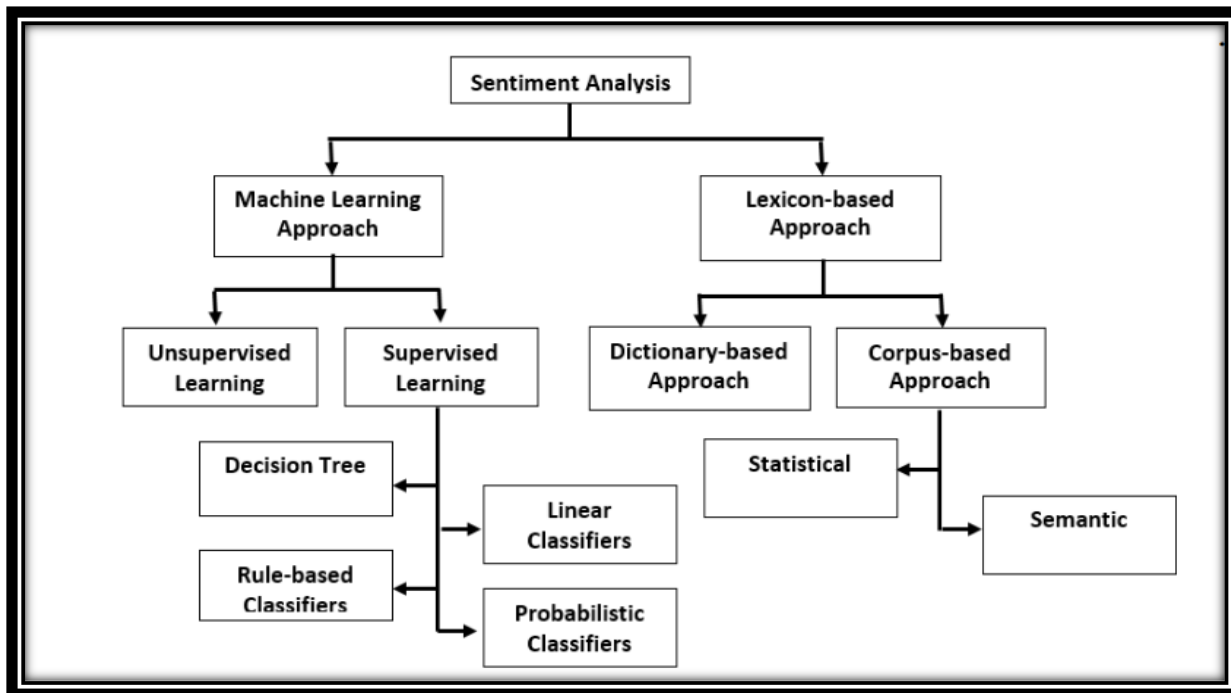 Sentiment Analysis
Machine Learning
Approach
Lexicon-based
Approach
Unsupervised
Learning
Supervised
Learning
Dictionary-based
Approach
Corpus-based
Approach
Decision Tree
Linear
Classifiers
Rule-based
Classifiers
Probabilistic
Classifiers
Statistical
Semantic